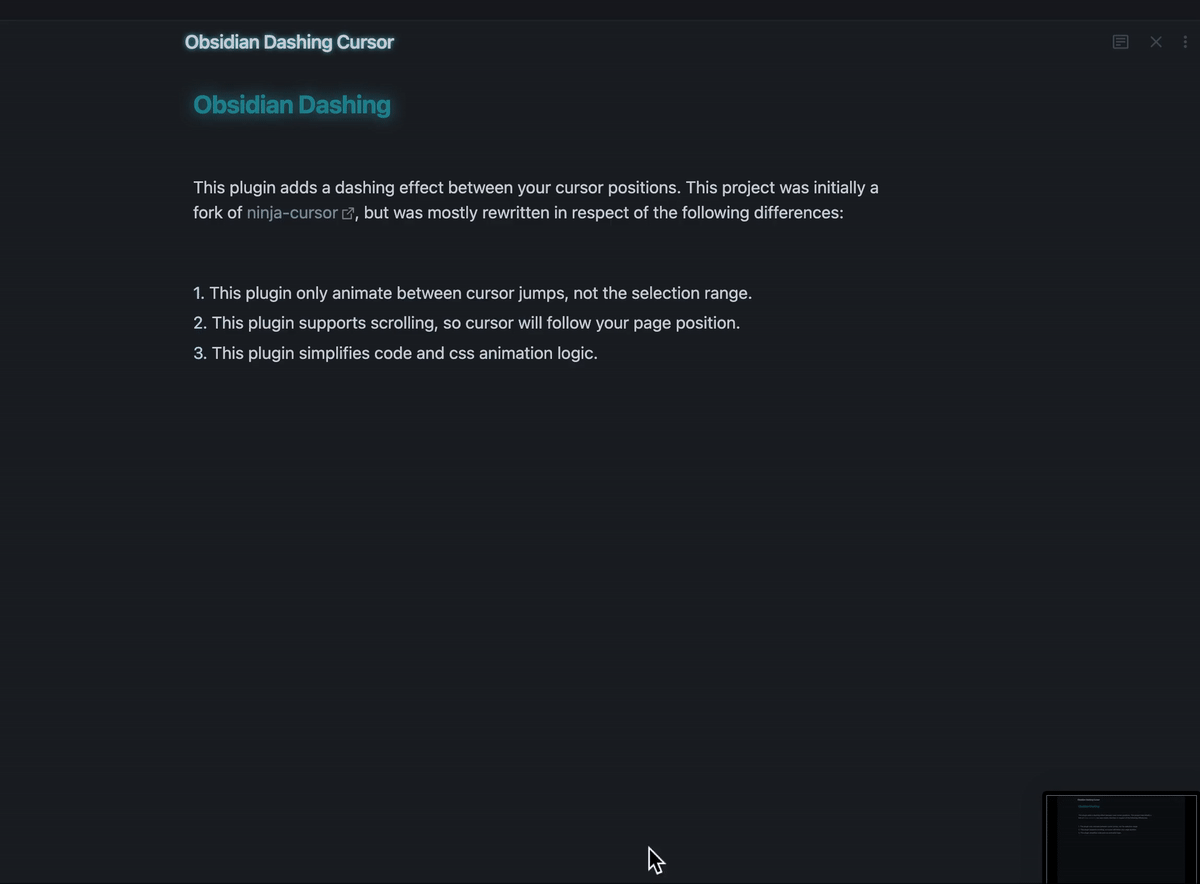 Obsidian Dashing Cursor
Obsidian Dashing
This plugin adds a dashing effect between your cursor positions. This project was initially a
fork of ninja-cursor, but was mostly rewritten in respect of the following differences:
1. This plugin only animate between cursor jumps, not the selection range.
2. This plugin supports scrolling, so cursor will follow your page position.
3. This plugin simplifies code and css animation logic.